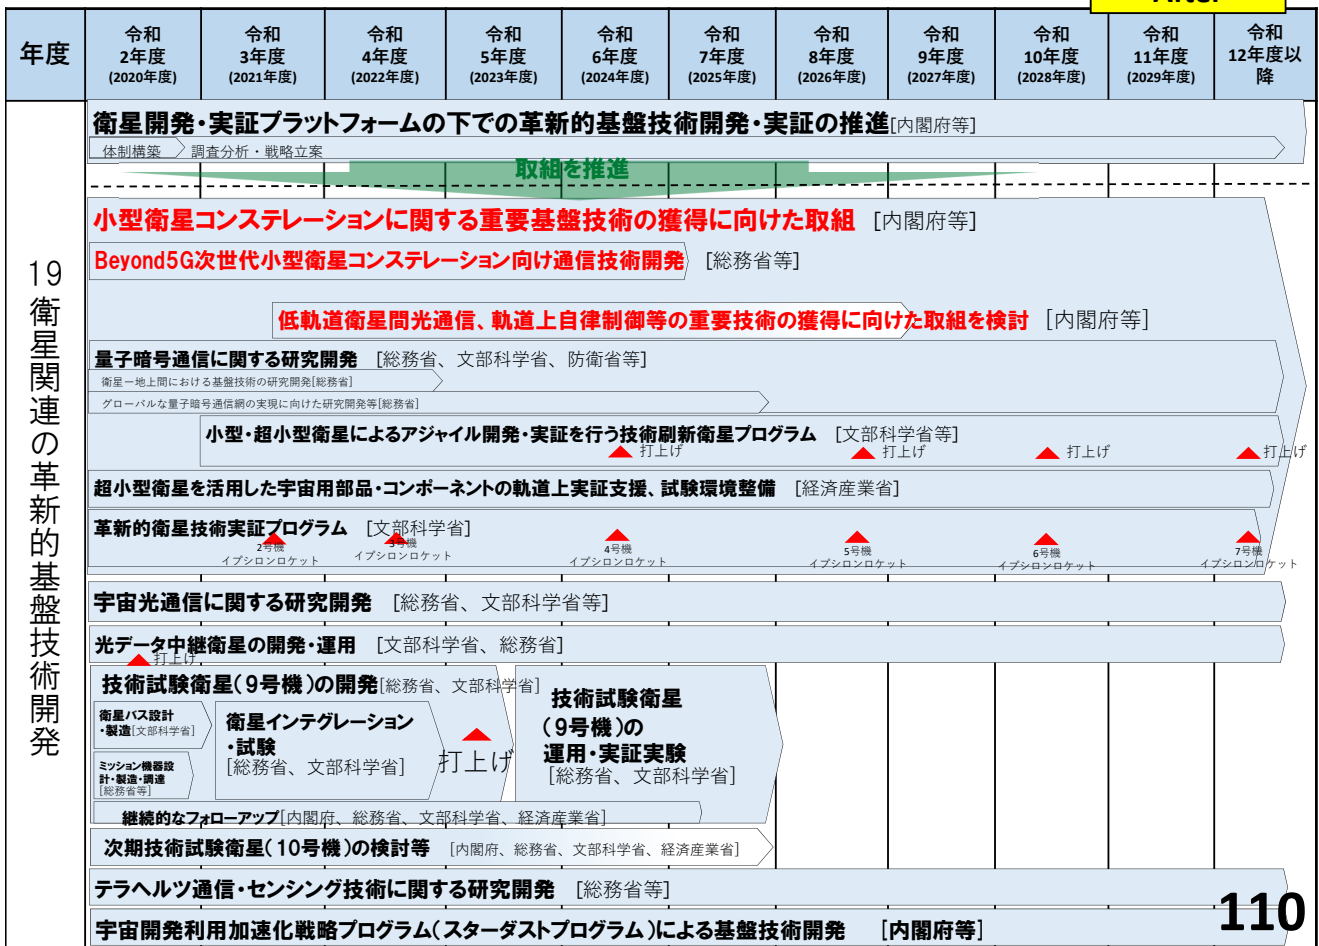 After
年度
令和
2年度
(2020年度)
令和
3年度
(2021年度)
令和
4年度
(2022年度)
令和
5年度
(2023年度)
令和
6年度
(2024年度)
令和
7年度
(2025年度)
令和
8年度
(2026年度)
令和
9年度
(2027年度)
令和
10年度
(2028年度)
令和
11年度
(2029年度)
令和
12年度以
降
19
衛星関連の革新的基盤技術開発
衛星開発・実証プラットフォームの下での革新的基盤技術開発・実証の推進[内閣府等]
体制構築
調査分析・戦略立案
取組を推進
小型衛星コンステレーションに関する重要基盤技術の獲得に向けた取組 [内閣府等]
Beyond5G次世代小型衛星コンステレーション向け通信技術開発 [総務省等]
低軌道衛星間光通信、軌道上自律制御等の重要技術の獲得に向けた取組を検討 [内閣府等]
量子暗号通信に関する研究開発 [総務省、文部科学省、防衛省等]
衛星ー地上間における基盤技術の研究開発[総務省]
グローバルな量子暗号通信網の実現に向けた研究開発等[総務省]
小型・超小型衛星によるアジャイル開発・実証を行う技術刷新衛星プログラム [文部科学省等]
打上げ
打上げ
打上げ
打上げ
超小型衛星を活用した宇宙用部品・コンポーネントの軌道上実証支援、試験環境整備 [経済産業省]
革新的衛星技術実証プログラム [文部科学省]
2号機
イプシロンロケット
3号機
イプシロンロケット
4号機
イプシロンロケット
5号機
イプシロンロケット
6号機
イプシロンロケット
7号機
イプシロンロケット
宇宙光通信に関する研究開発 [総務省、文部科学省等]
光データ中継衛星の開発・運用 [文部科学省、総務省]
打上げ
技術試験衛星(9号機)の開発[総務省、文部科学省]
衛星バス設計
・製造[文部科学省]
ミッション機器設
計・製造・調達
[総務省等]
衛星インテグレーション
・試験
[総務省、文部科学省]
打上げ
技術試験衛星
(9号機)の
運用・実証実験
[総務省、文部科学省]
継続的なフォローアップ[内閣府、総務省、文部科学省、経済産業省]
次期技術試験衛星(10号機)の検討等 [内閣府、総務省、文部科学省、経済産業省]
テラヘルツ通信・センシング技術に関する研究開発 [総務省等]
宇宙開発利用加速化戦略プログラム(スターダストプログラム)による基盤技術開発 [内閣府等]
110